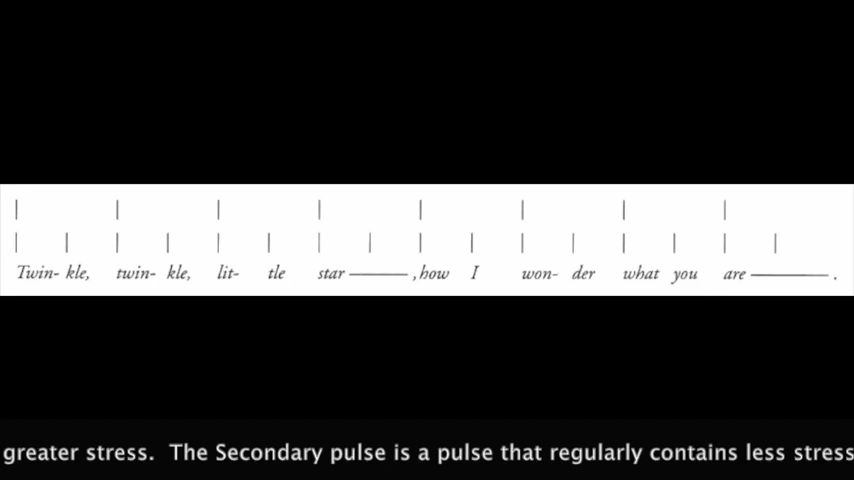 Twin- kle, twin- kle, lit- tle star ———— , how I won- der what you are ———— .
greater stress. The Secondary pulse is a pulse that regularly contains less stress